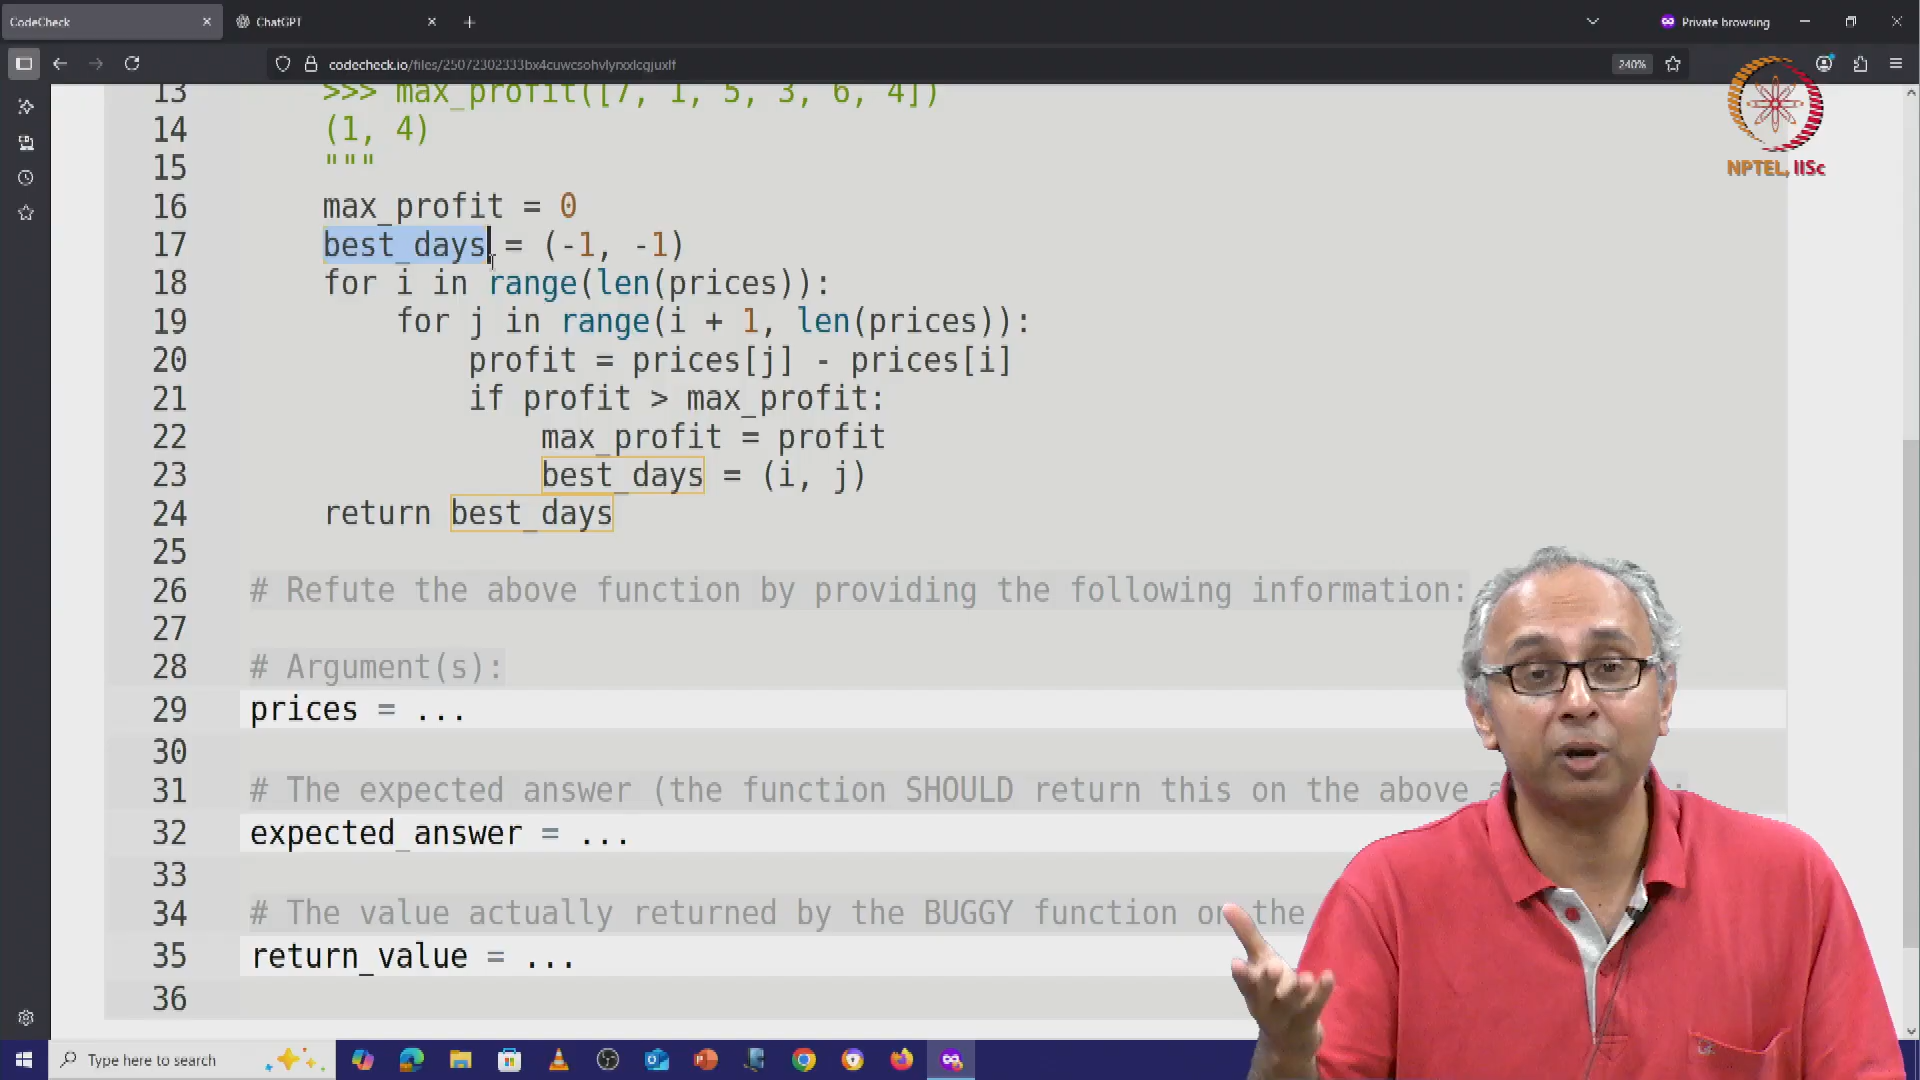 CodeCheck
ChatGPT
Private browsing
codecheck.io/files/25072302333bx4cuwcsohvlyrxxlcgjuxlf
240%
NPTEL, IISc
13 >>> max_profit([7, 1, 5, 3, 6, 4])
14 (1, 4)
15 """
16 max_profit = 0
17 best_days = (-1, -1)
18 for i in range(len(prices)):
19 for j in range(i + 1, len(prices)):
20 profit = prices[j] - prices[i]
21 if profit > max_profit:
22 max_profit = profit
23 best_days = (i, j)
24 return best_days
25
26 # Refute the above function by providing the following information:
27
28 # Argument(s):
29 prices = ...
30
31 # The expected answer (the function SHOULD return this on the above
32 expected_answer = ...
33
34 # The value actually returned by the BUGGY function on the
35 return_value = ...
36
Type here to search